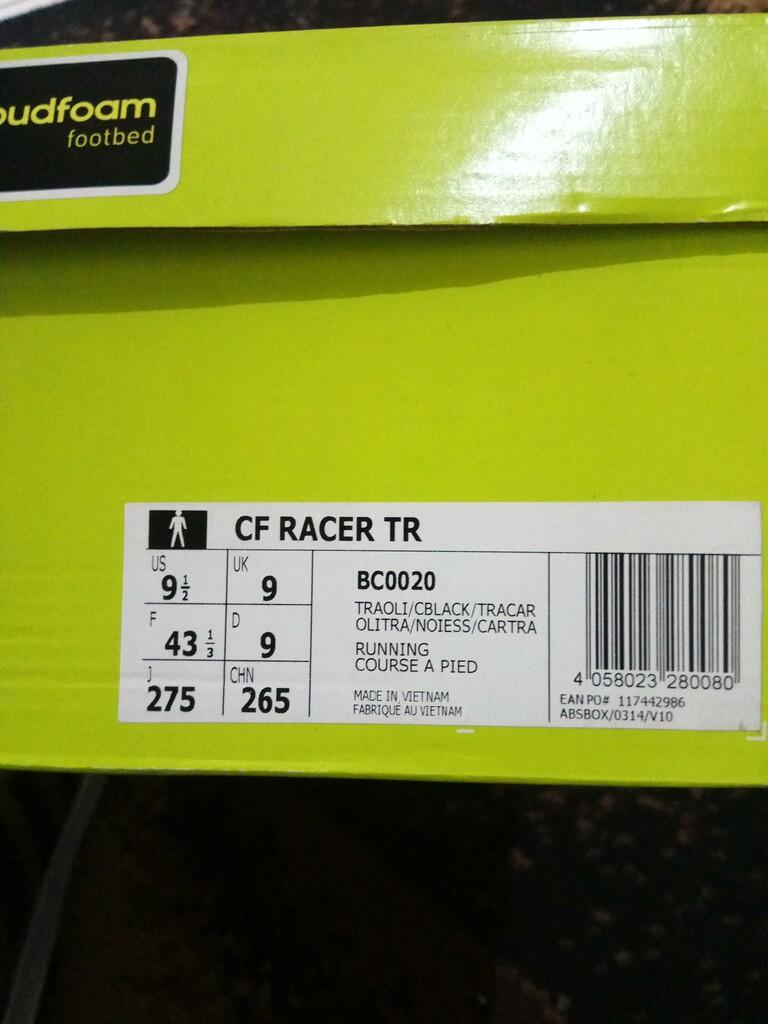 oudfoam
footbed
CF RACER TR
US 9 1/2
UK 9
F 43 1/3
D 9
J 275
CHN 265
BC0020
TRAOLI/CBLACK/TRACAR
OLITRA/NOIESS/CARTRA
RUNNING
COURSE A PIED
MADE IN VIETNAM
FABRIQUÉ AU VIETNAM
4 058023 280080
EAN PO# 117442986
ABSBOX/0314/V10